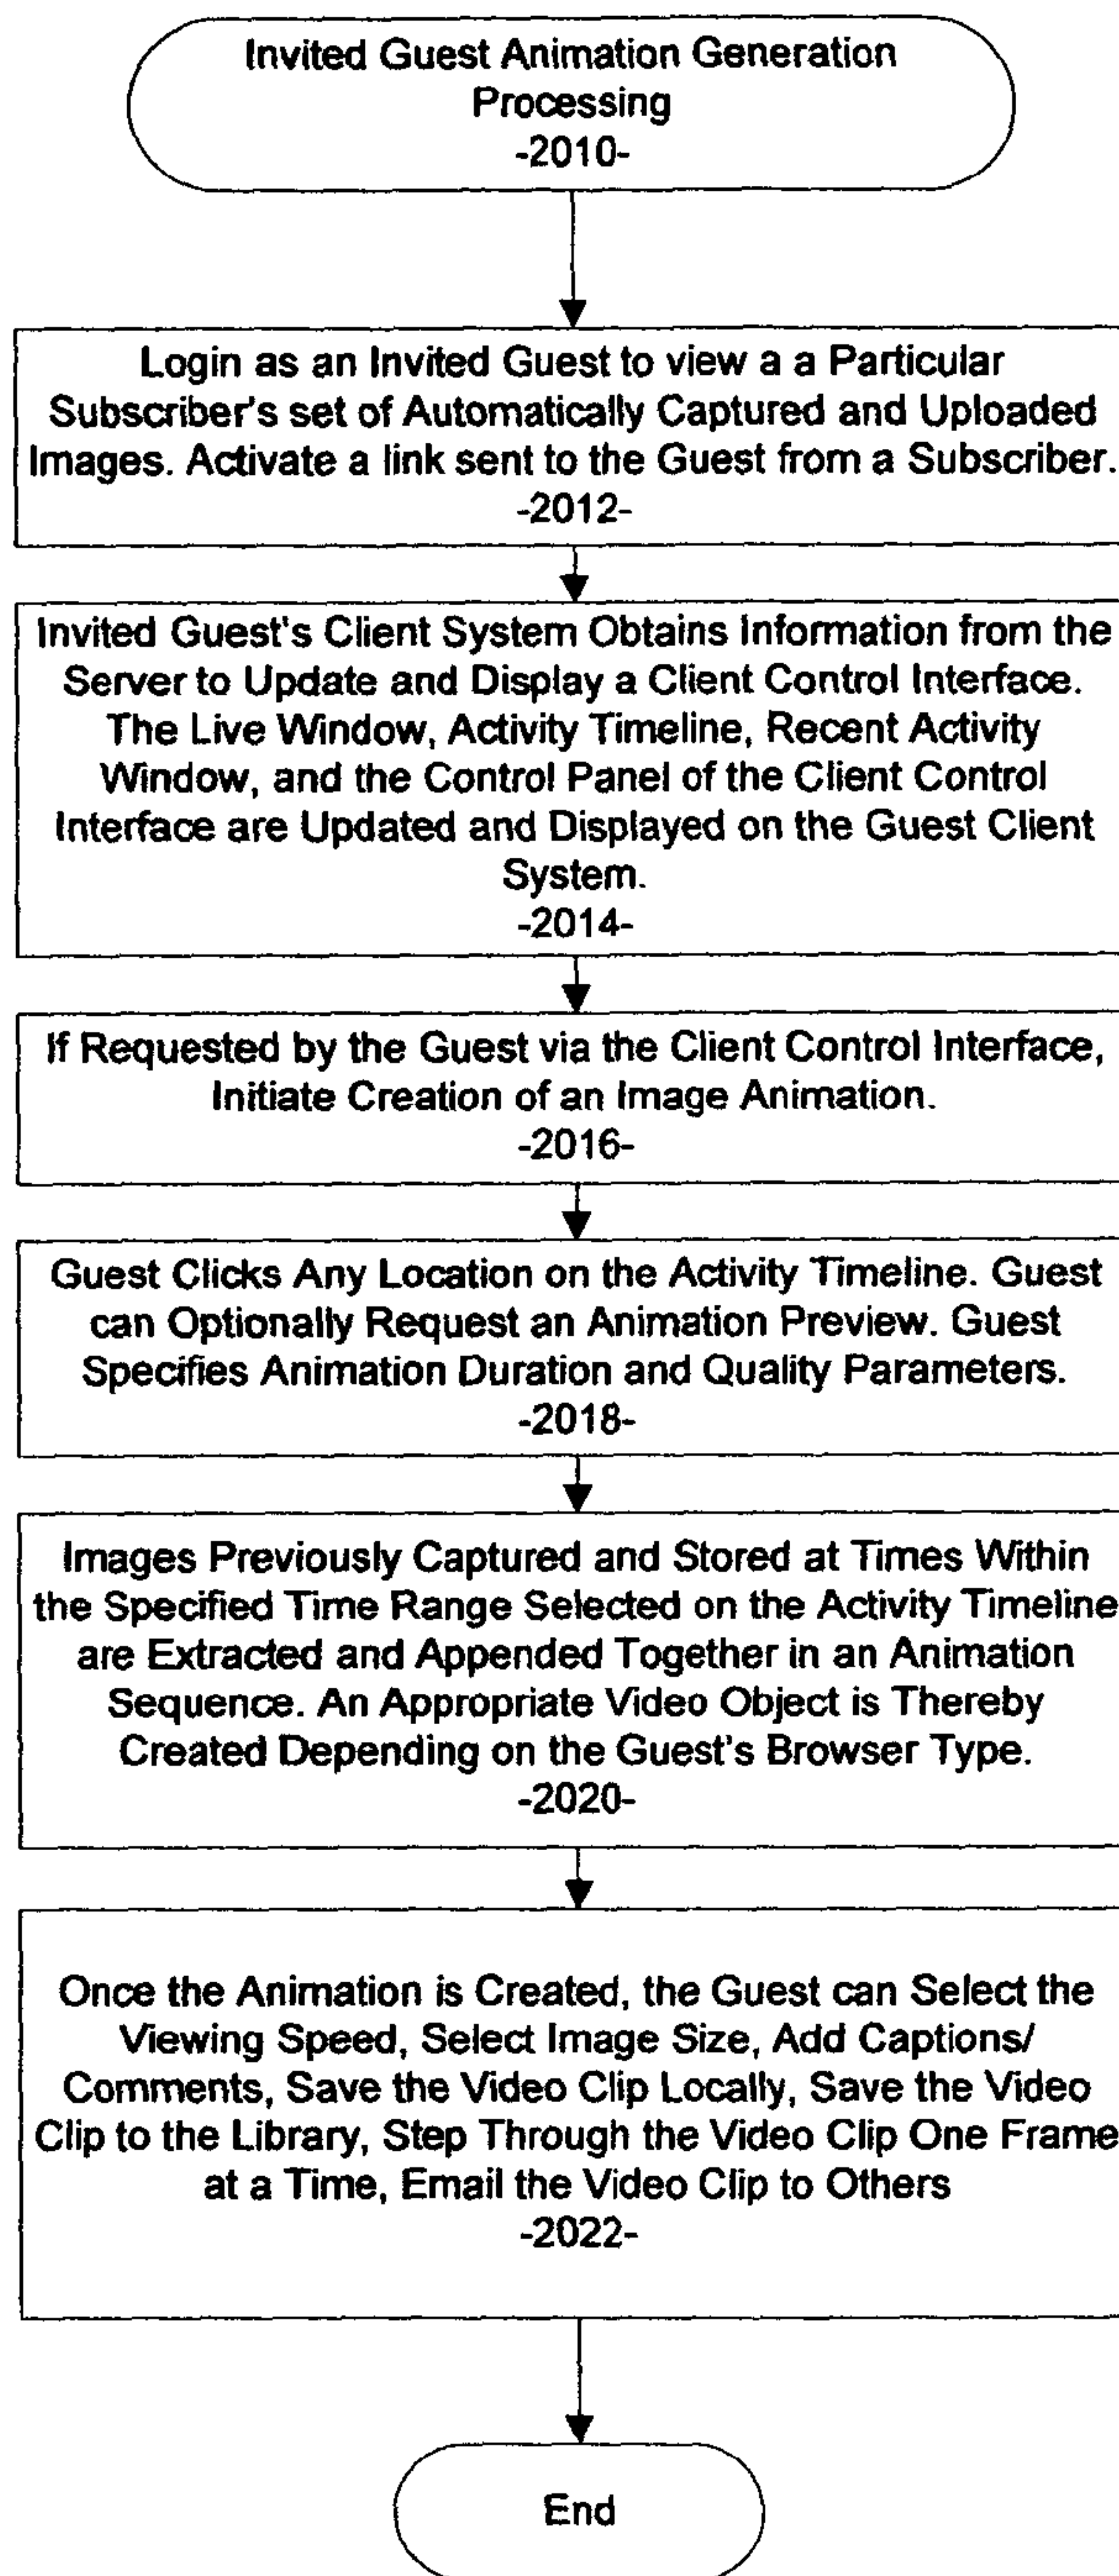 Invited Guest Animation Generation
Processing
-2010-
Login as an Invited Guest to view a a Particular
Subscriber's set of Automatically Captured and Uploaded
Images. Activate a link sent to the Guest from a Subscriber.
-2012-
Invited Guest's Client System Obtains Information from the
Server to Update and Display a Client Control Interface.
The Live Window, Activity Timeline, Recent Activity
Window, and the Control Panel of the Client Control
Interface are Updated and Displayed on the Guest Client
System.
-2014-
If Requested by the Guest via the Client Control Interface,
Initiate Creation of an Image Animation.
-2016-
Guest Clicks Any Location on the Activity Timeline. Guest
can Optionally Request an Animation Preview. Guest
Specifies Animation Duration and Quality Parameters.
-2018-
Images Previously Captured and Stored at Times Within
the Specified Time Range Selected on the Activity Timeline
are Extracted and Appended Together in an Animation
Sequence. An Appropriate Video Object is Thereby
Created Depending on the Guest's Browser Type.
-2020-
Once the Animation is Created, the Guest can Select the
Viewing Speed, Select Image Size, Add Captions/
Comments, Save the Video Clip Locally, Save the Video
Clip to the Library, Step Through the Video Clip One Frame
at a Time, Email the Video Clip to Others
-2022-
End